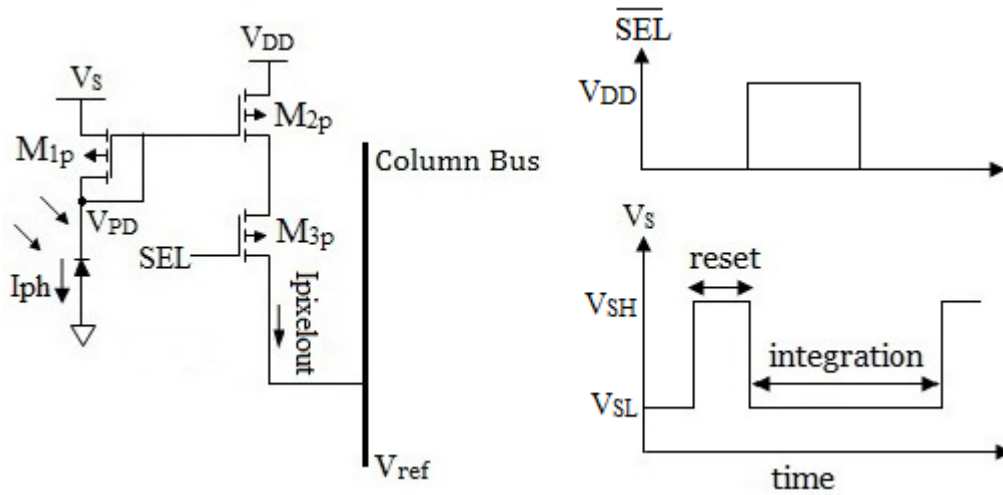 VDD
VS
M1p
M2p
Column Bus
VPD
M3p
SEL
Iph
Ipixelout
Vref
SEL
VDD
VS
reset
VSH
integration
VSL
time